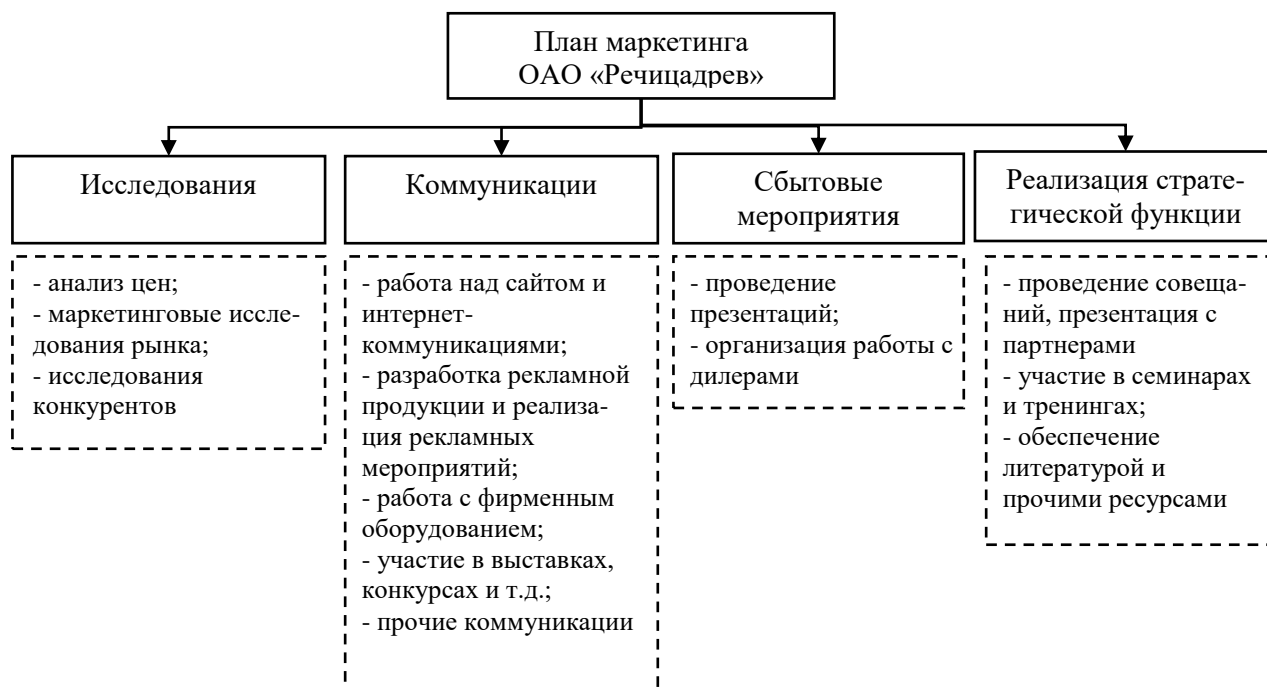 План маркетинга
ОАО «Речицадрев»
Исследования
- анализ цен;
- маркетинговые иссле-
дования рынка;
- исследования
конкурентов
Коммуникации
- работа над сайтом и
интернет-
коммуникациями;
- разработка рекламной
продукции и реализа-
ция рекламных
мероприятий;
- работа с фирменным
оборудованием;
- участие в выставках,
конкурсах и т.д.;
- прочие коммуникации
Сбытовые
мероприятия
- проведение
презентаций;
- организация работы с
дилерами
Реализация страте-
гической функции
- проведение совеща-
ний, презентация с
партнерами
- участие в семинарах
и тренингах;
- обеспечение
литературой и
прочими ресурсами